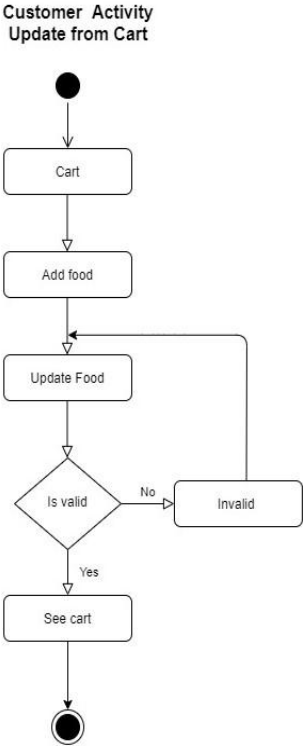 Customer Activity
Update from Cart
Cart
Add food
Update Food
Is valid
No
Invalid
Yes
See cart